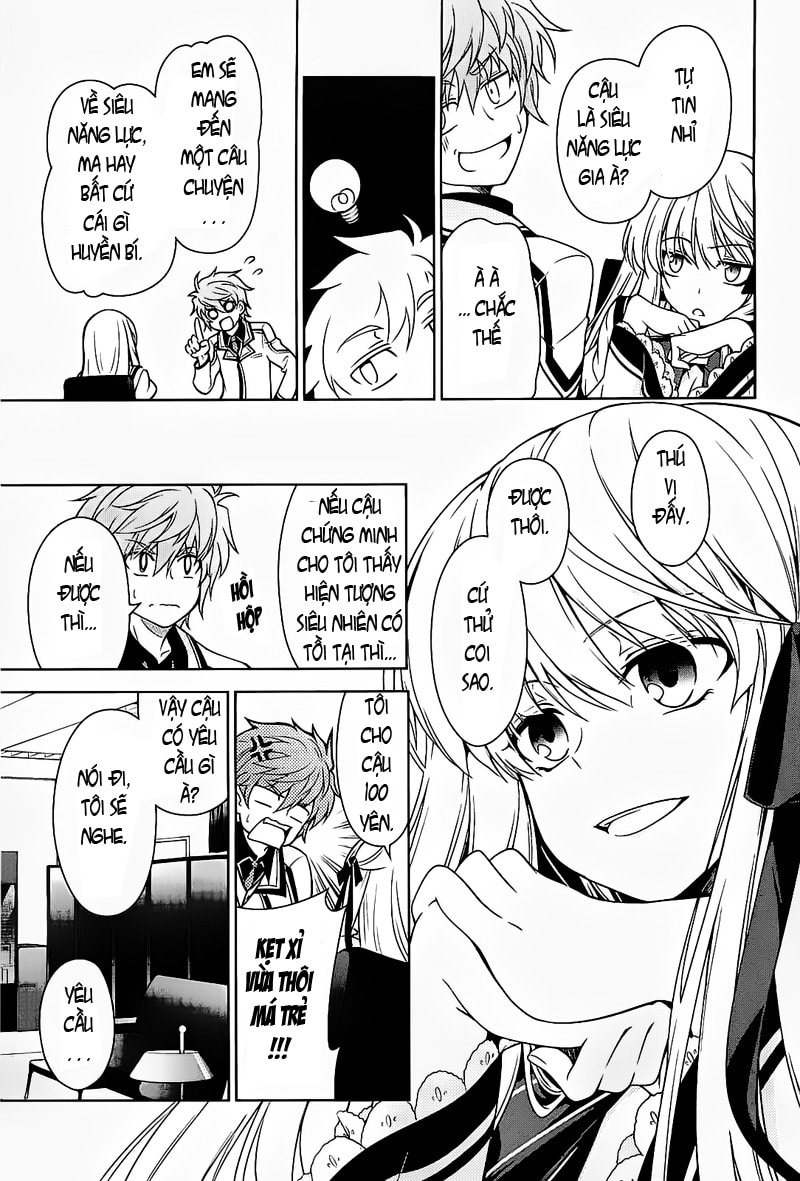 TỰ
TIN
NHỈ
CẬU
LÀ SIÊU
NĂNG LỰC
GIA À?
À À
... CHẮC
THẾ
EM SẼ
MANG
ĐẾN
MỘT CÂU
CHUYỆN
. . .
VỀ SIÊU
NĂNG LỰC,
MA HAY
BẤT CỨ
CÁI GÌ
HUYỀN BÍ.
THÚ
VỊ
ĐẤY.
ĐƯỢC
THÔI.
CỨ
THỬ
COI
SAO.
NẾU CẬU
CHỨNG MINH
CHO TÔI THẤY
HIỆN TƯỢNG
SIÊU NHIÊN CÓ
TỒI TẠI THÌ...
HỒI
HỘP
NẾU
ĐƯỢC
THÌ...
TÔI
CHO
CẬU
100
YÊN.
KẸT XỈ
VỪA THÔI
MÁ TRẺ
!!!
VẬY CẬU
CÓ YÊU
CẦU GÌ
À?
NÓI ĐI,
TÔI SẼ
NGHE.
YÊU
CẦU
. . .